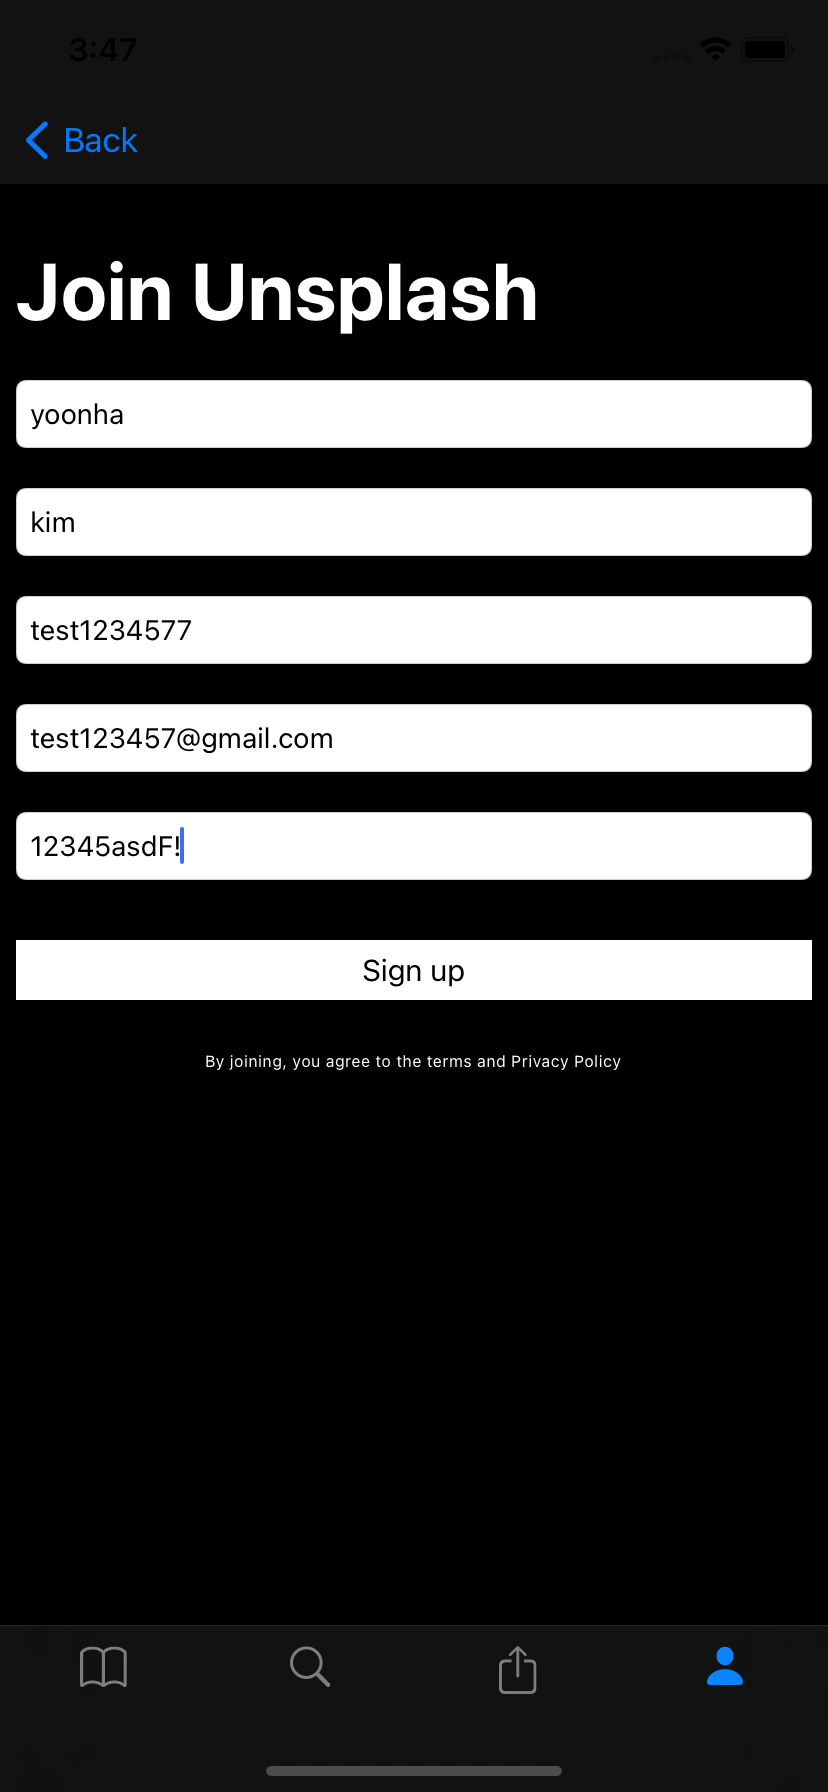 3:47
Back
Join Unsplash
yoonha
kim
test1234577
test123457@gmail.com
12345asdF!
Sign up
By joining, you agree to the terms and Privacy Policy